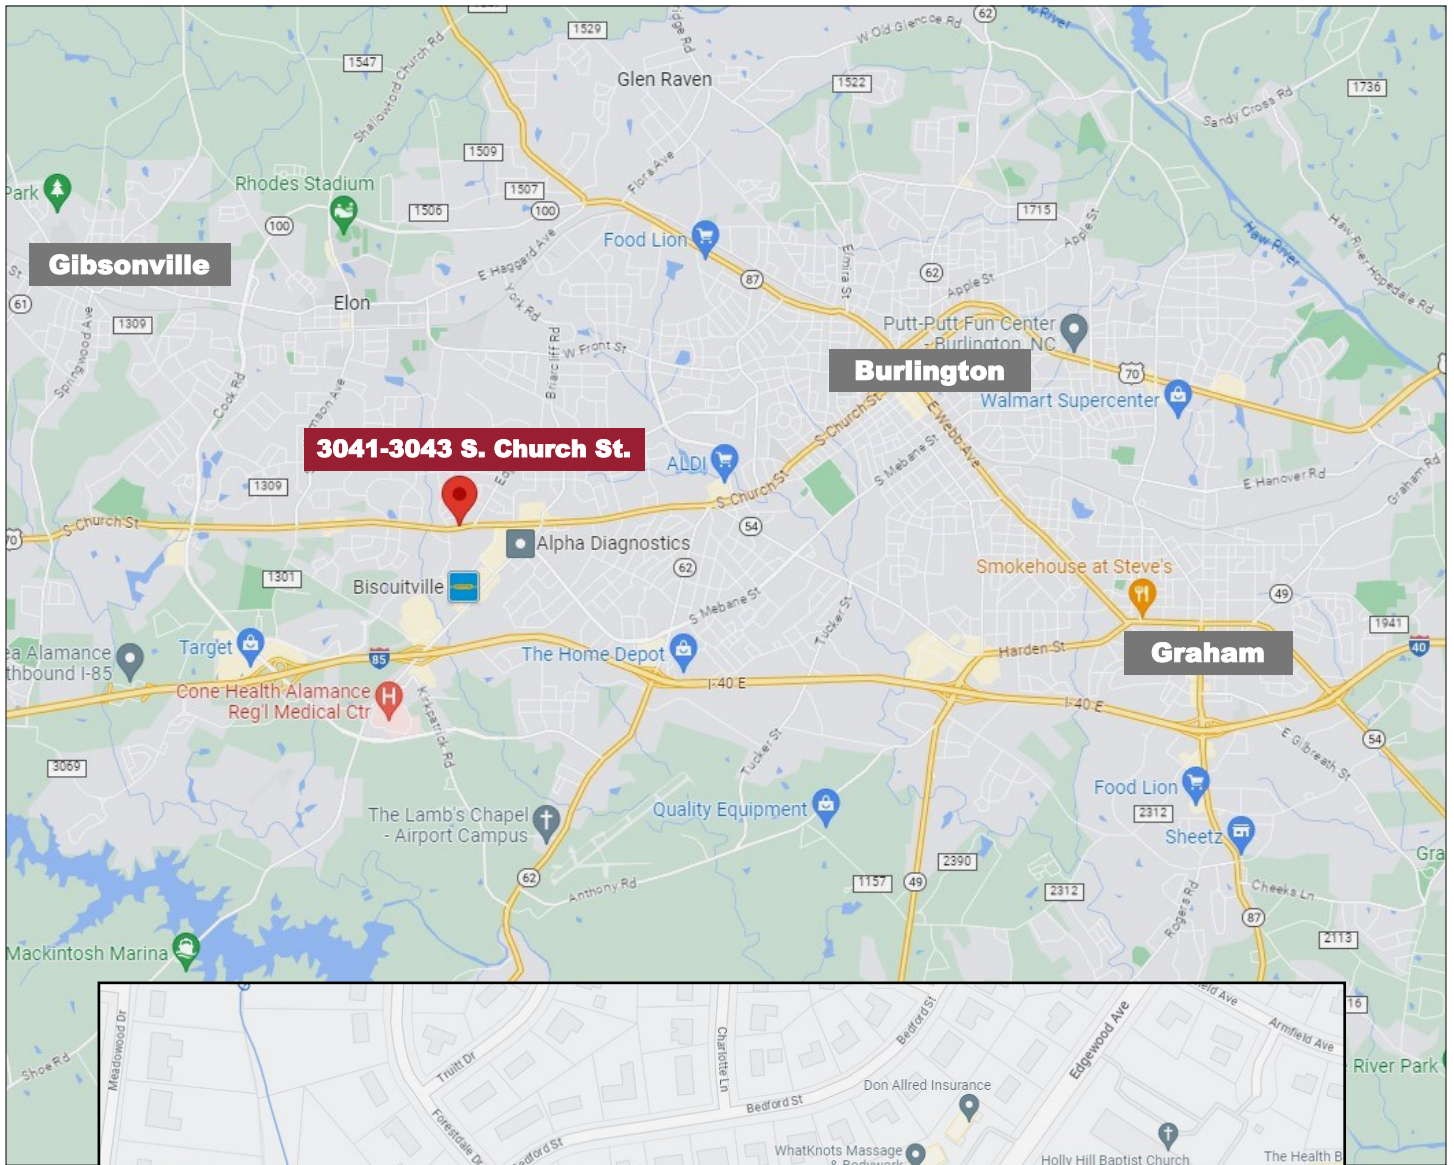 1529
62
W Old Glencoe Rd
1547
Shallowford Church Rd
Glen Raven
1522
1736
Sandy Cross Rd
1509
Park
Rhodes Stadium
1507
Flora Ave
1506
100
100
1715
Apple St
Haw River
Haw River Hopedale Rd
Food Lion
Gibsonville
E Haggard Ave
St
61
Elon
York Rd
87
62
Apple St
1309
Springwood Ave
Briarcliff Rd
W Front St
Putt-Putt Fun Center
- Burlington, NC
Burlington
70
Walmart Supercenter
Cook Rd
S Church St
E Webb Ave
3041-3043 S. Church St.
ALDI
S Mebane St
E Hanover Rd
Graham Rd
1309
S Church St
S Church St
54
70
Alpha Diagnostics
62
Smokehouse at Steve's
1301
Biscuitville
49
S Mebane St
Tucker St
1941
Target
The Home Depot
Harden St
Graham
40
85
ea Alamance
thbound I-85
Cone Health Alamance
Reg'l Medical Ctr
I-40 E
I-40 E
Kirkpatrick Rd
3069
Tucker St
E Gilbreath St
54
The Lamb's Chapel
- Airport Campus
Quality Equipment
Food Lion
2312
Sheetz
Gra
62
Anthony Rd
2390
1157
49
2312
Cheeks Ln
Rogers Rd
87
2113
Mackintosh Marina
16
Shoe Rd
Meadowood Dr
Truitt Dr
Charlotte Ln
Bedford St
Edgewood Ave
field Ave
Armfield Ave
River Park
Don Allred Insurance
Bedford St
Forestdale Dr
edford St
WhatKnots Massage
& Bodywork
Holly Hill Baptist Church
The Health B